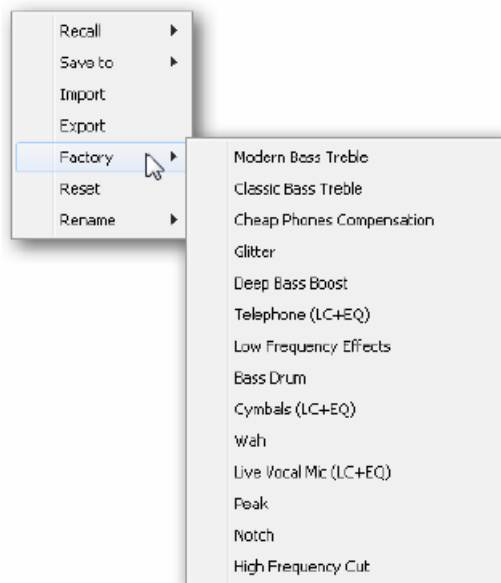 Recall
Save to
Import
Export
Factory
Reset
Rename
Modern Bass Treble
Classic Bass Treble
Cheap Phones Compensation
Glitter
Deep Bass Boost
Telephone (LC+EQ)
Low Frequency Effects
Bass Drum
Cymbals (LC+EQ)
Wah
Live Vocal Mic (LC+EQ)
Peak
Notch
High Frequency Cut